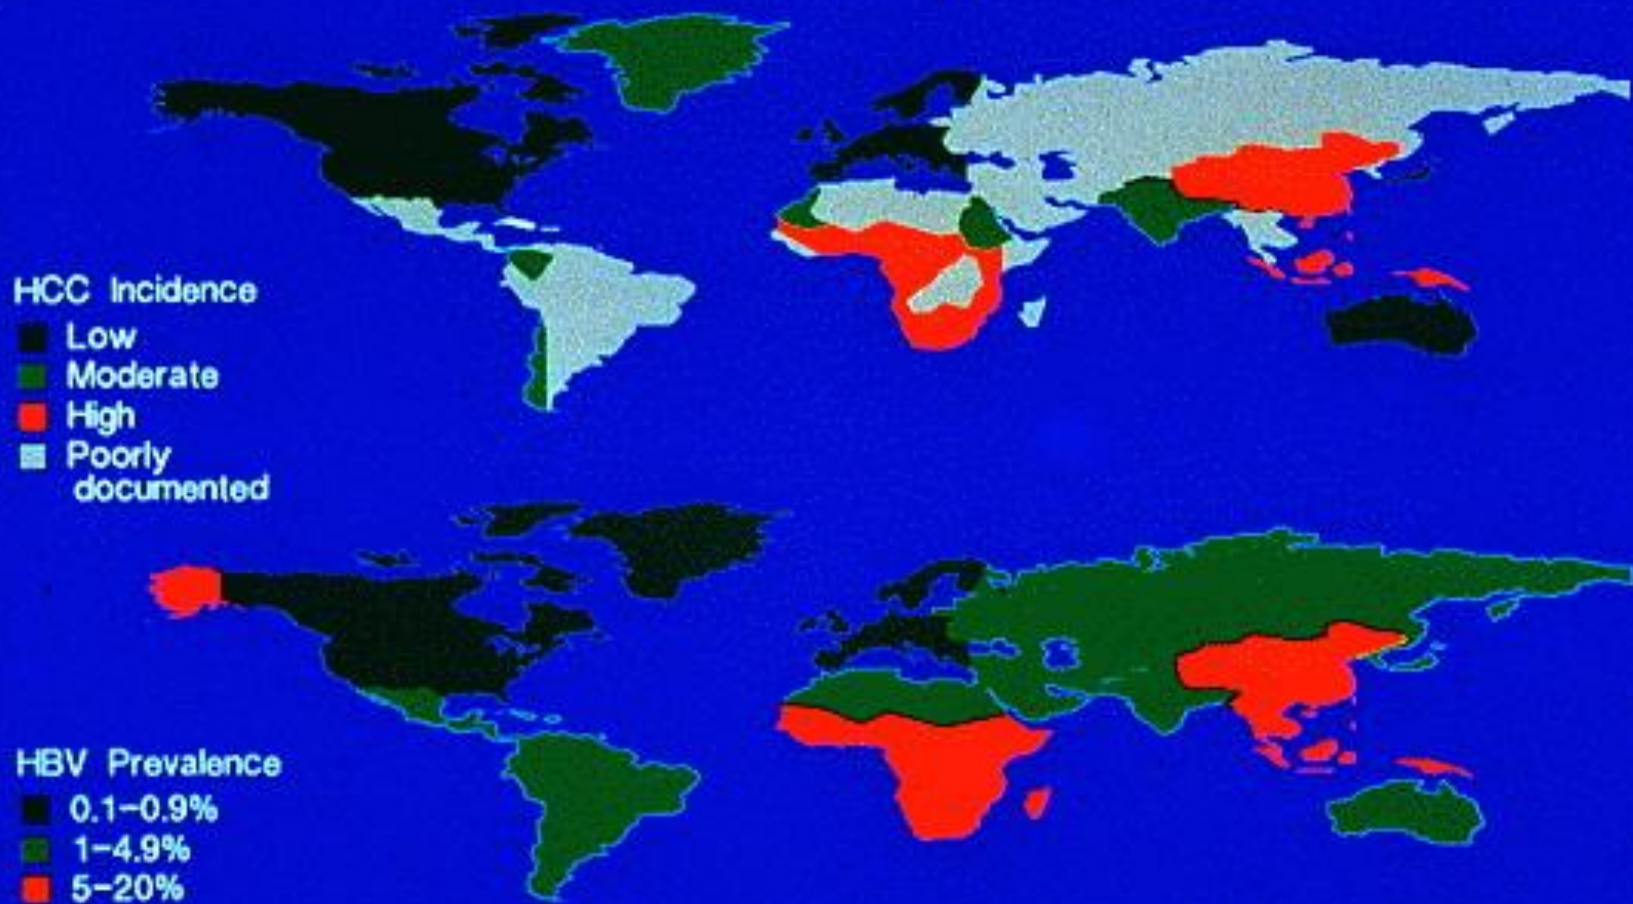 HCC Incidence
Low
Moderate
High
Poorly
documented
HBV Prevalence
0.1-0.9%
1-4.9%
5-20%